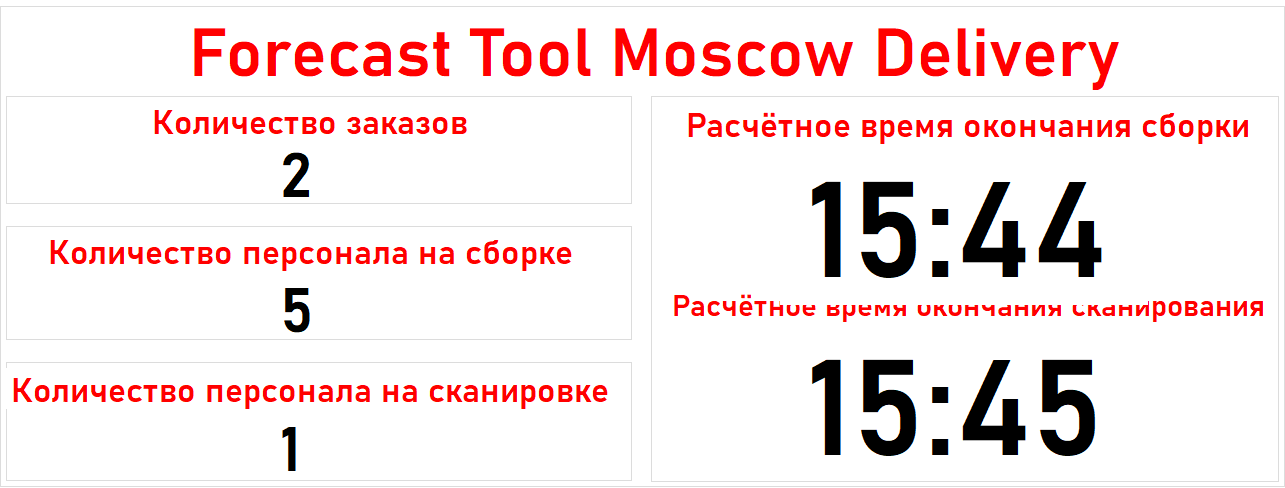 Forecast Tool Moscow Delivery
Количество заказов
2
Количество персонала на сборке
5
Количество персонала на сканировке
1
Расчётное время окончания сборки
15:44
Расчётное время окончания сканирования
15:45